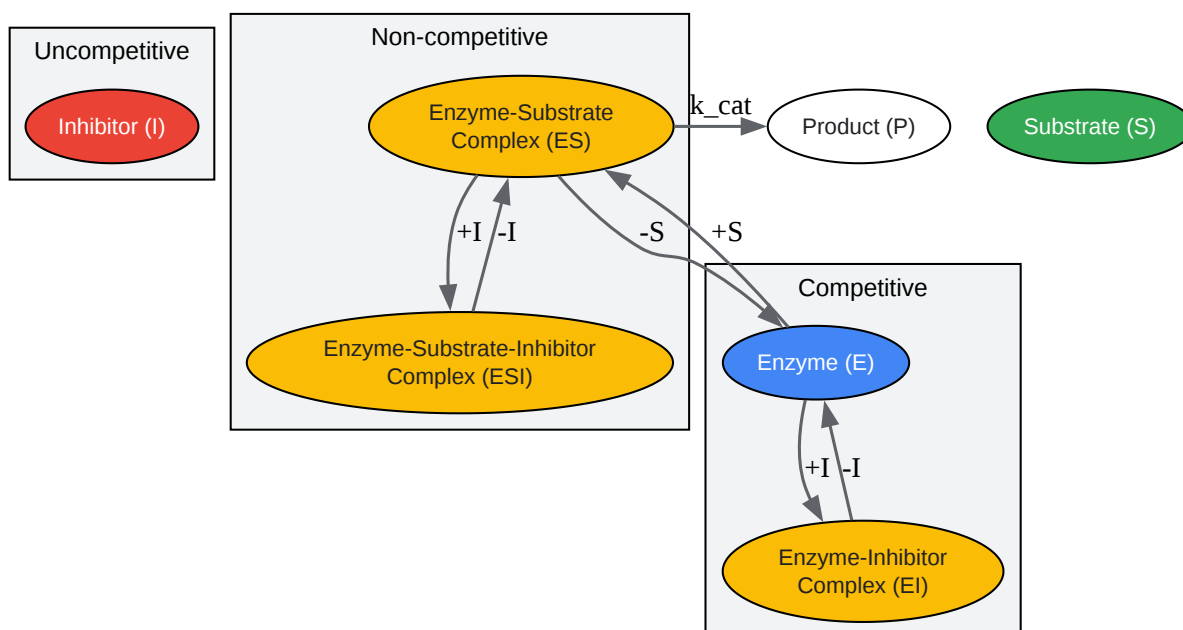 Uncompetitive
Inhibitor (I)
Non-competitive
Enzyme-Substrate
Complex (ES)
k_cat
Product (P)
Substrate (S)
+I
-I
-S
+S
Enzyme-Substrate-Inhibitor
Complex (ESI)
Competitive
Enzyme (E)
+I
-I
Enzyme-Inhibitor
Complex (EI)